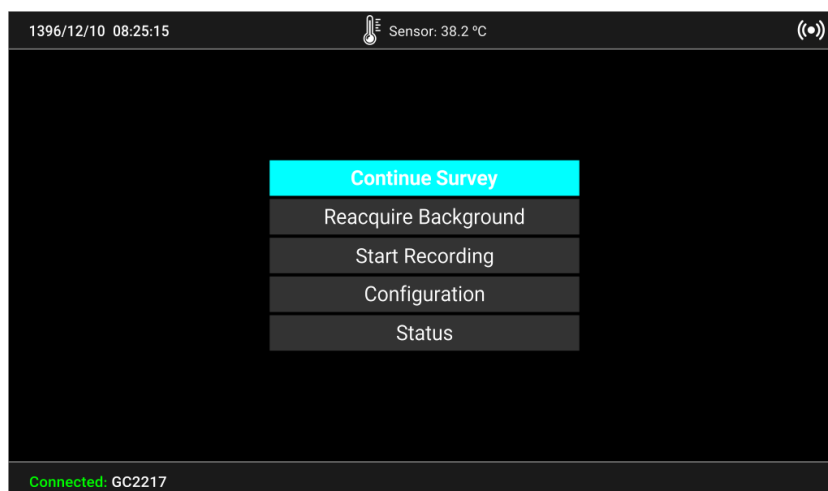 1396/12/10 08:25:15 Sensor: 38.2 ºC
Continue Survey
Reacquire Background
Start Recording
Configuration
Status
Connected: GC2217